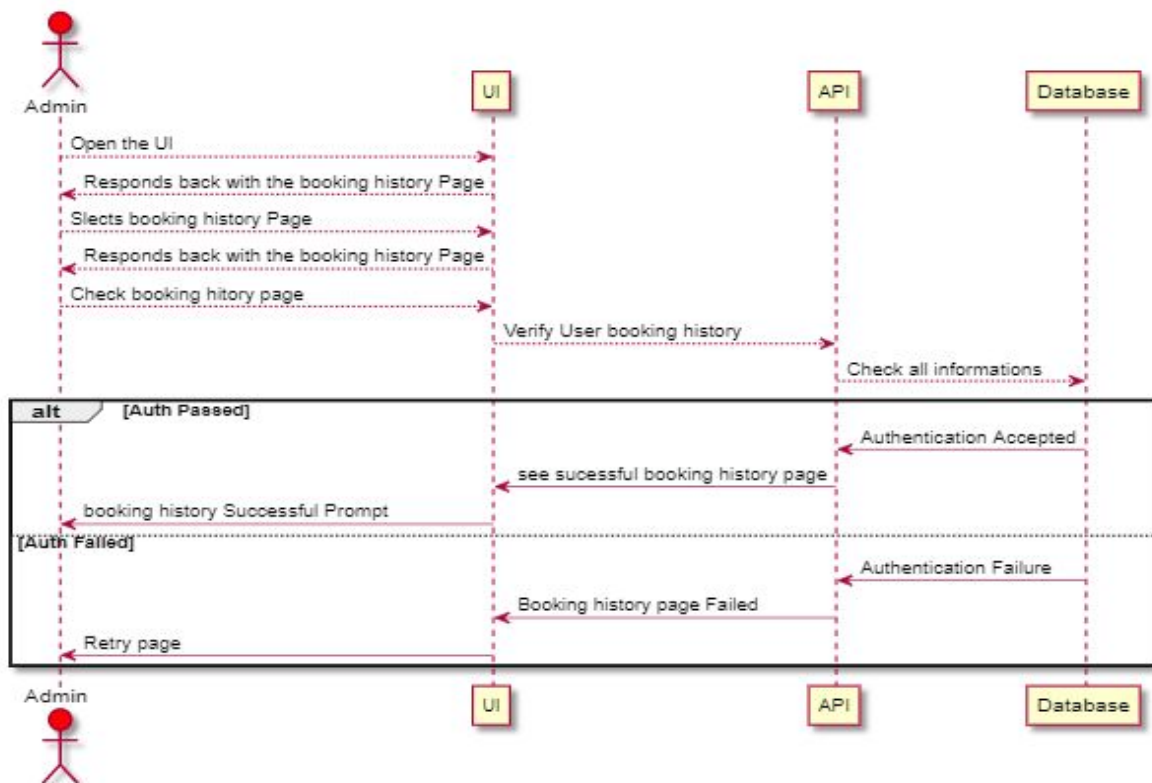 Admin
UI
API
Database
Open the UI
Responds back with the booking history Page
Slects booking history Page
Responds back with the booking history Page
Check booking hitory page
Verify User booking history
Check all informations
alt [Auth Passed]
Authentication Accepted
see sucessful booking history page
booking history Successful Prompt
[Auth Failed]
Authentication Failure
Booking history page Failed
Retry page
Admin
UI
API
Database